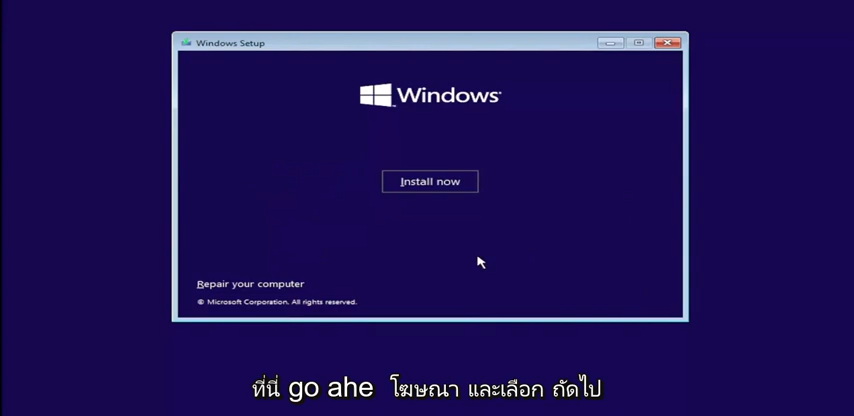 Windows Setup
Windows
Install now
Repair your computer
© Microsoft Corporation. All rights reserved.
ที่นี่ go ahe โฆษณา และเลือก ถัดไป